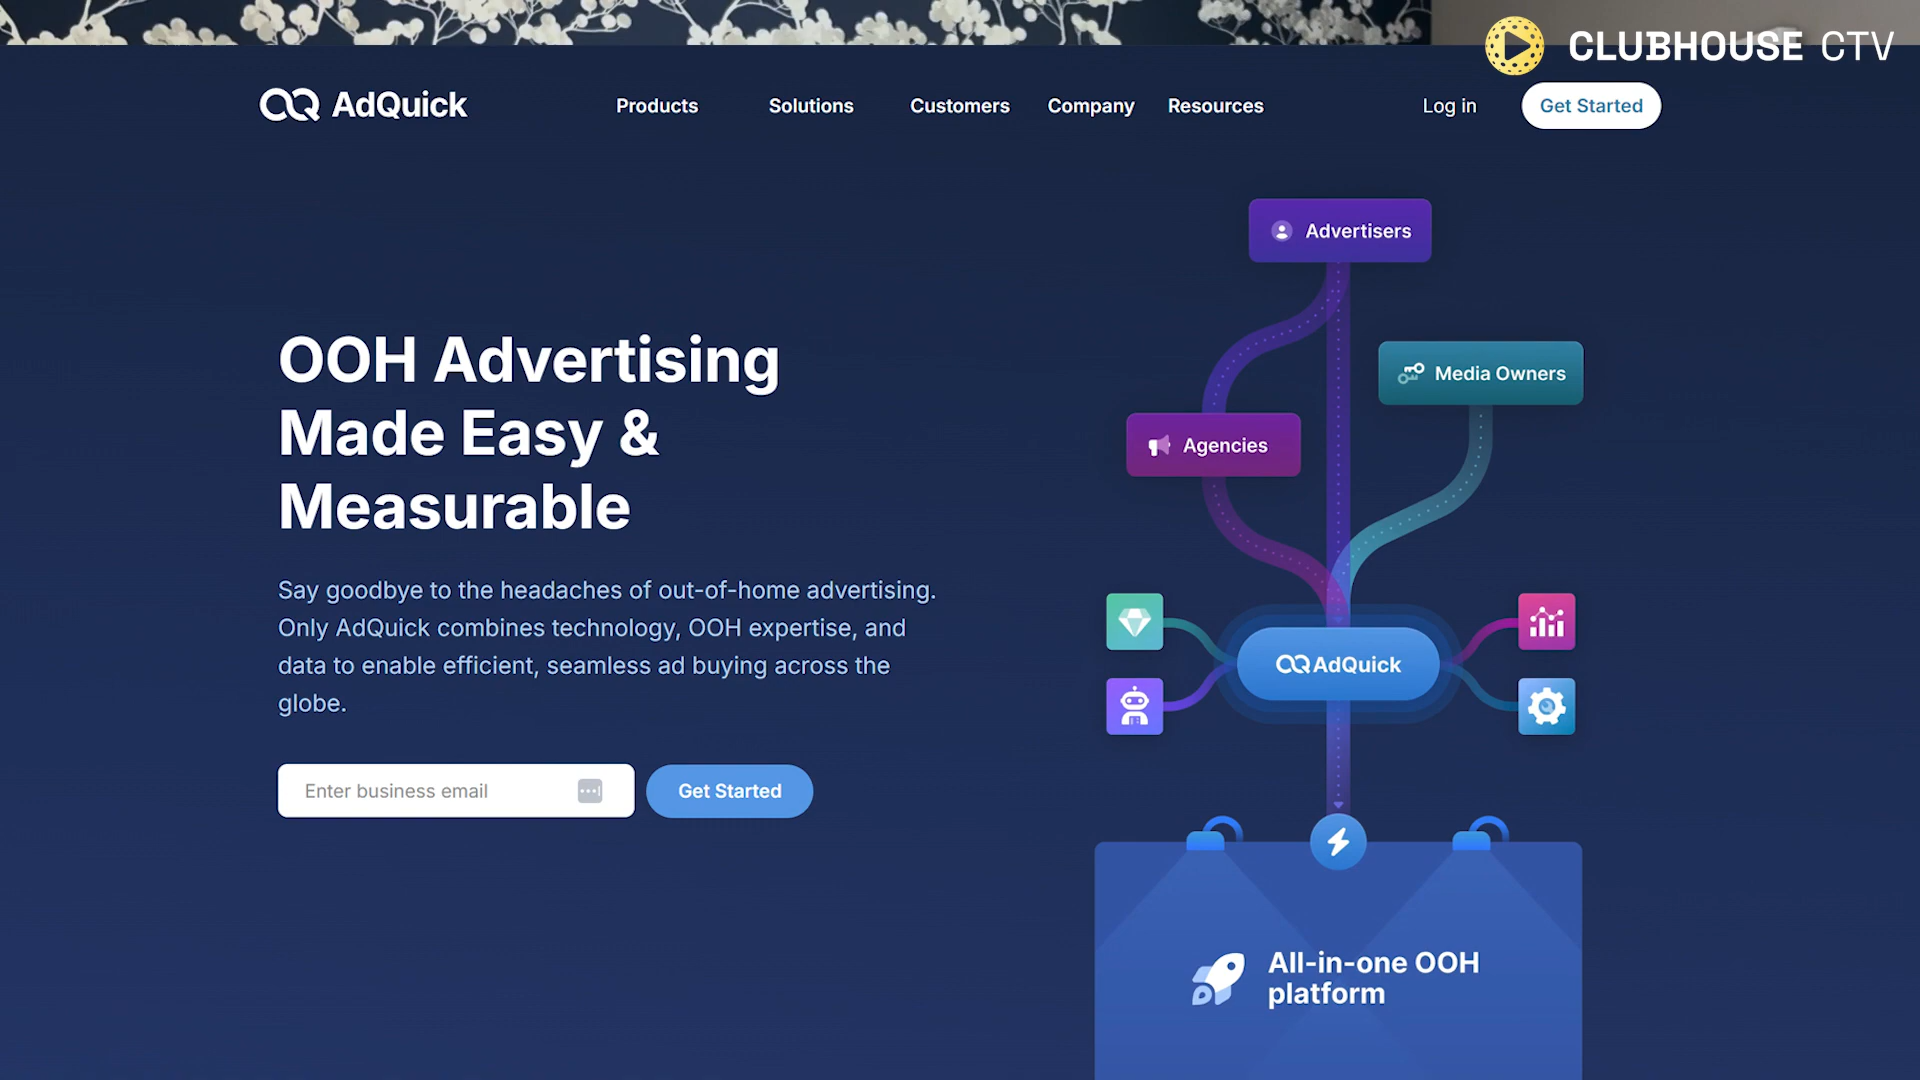 CLUBHOUSE CTV
AdQuick
Products
Solutions
Customers
Company
Resources
Log in
Get Started
Advertisers
Media Owners
Agencies
OOH Advertising
Made Easy &
Measurable
Say goodbye to the headaches of out-of-home advertising.
Only AdQuick combines technology, OOH expertise, and
data to enable efficient, seamless ad buying across the
globe.
AdQuick
Enter business email
Get Started
All-in-one OOH
platform